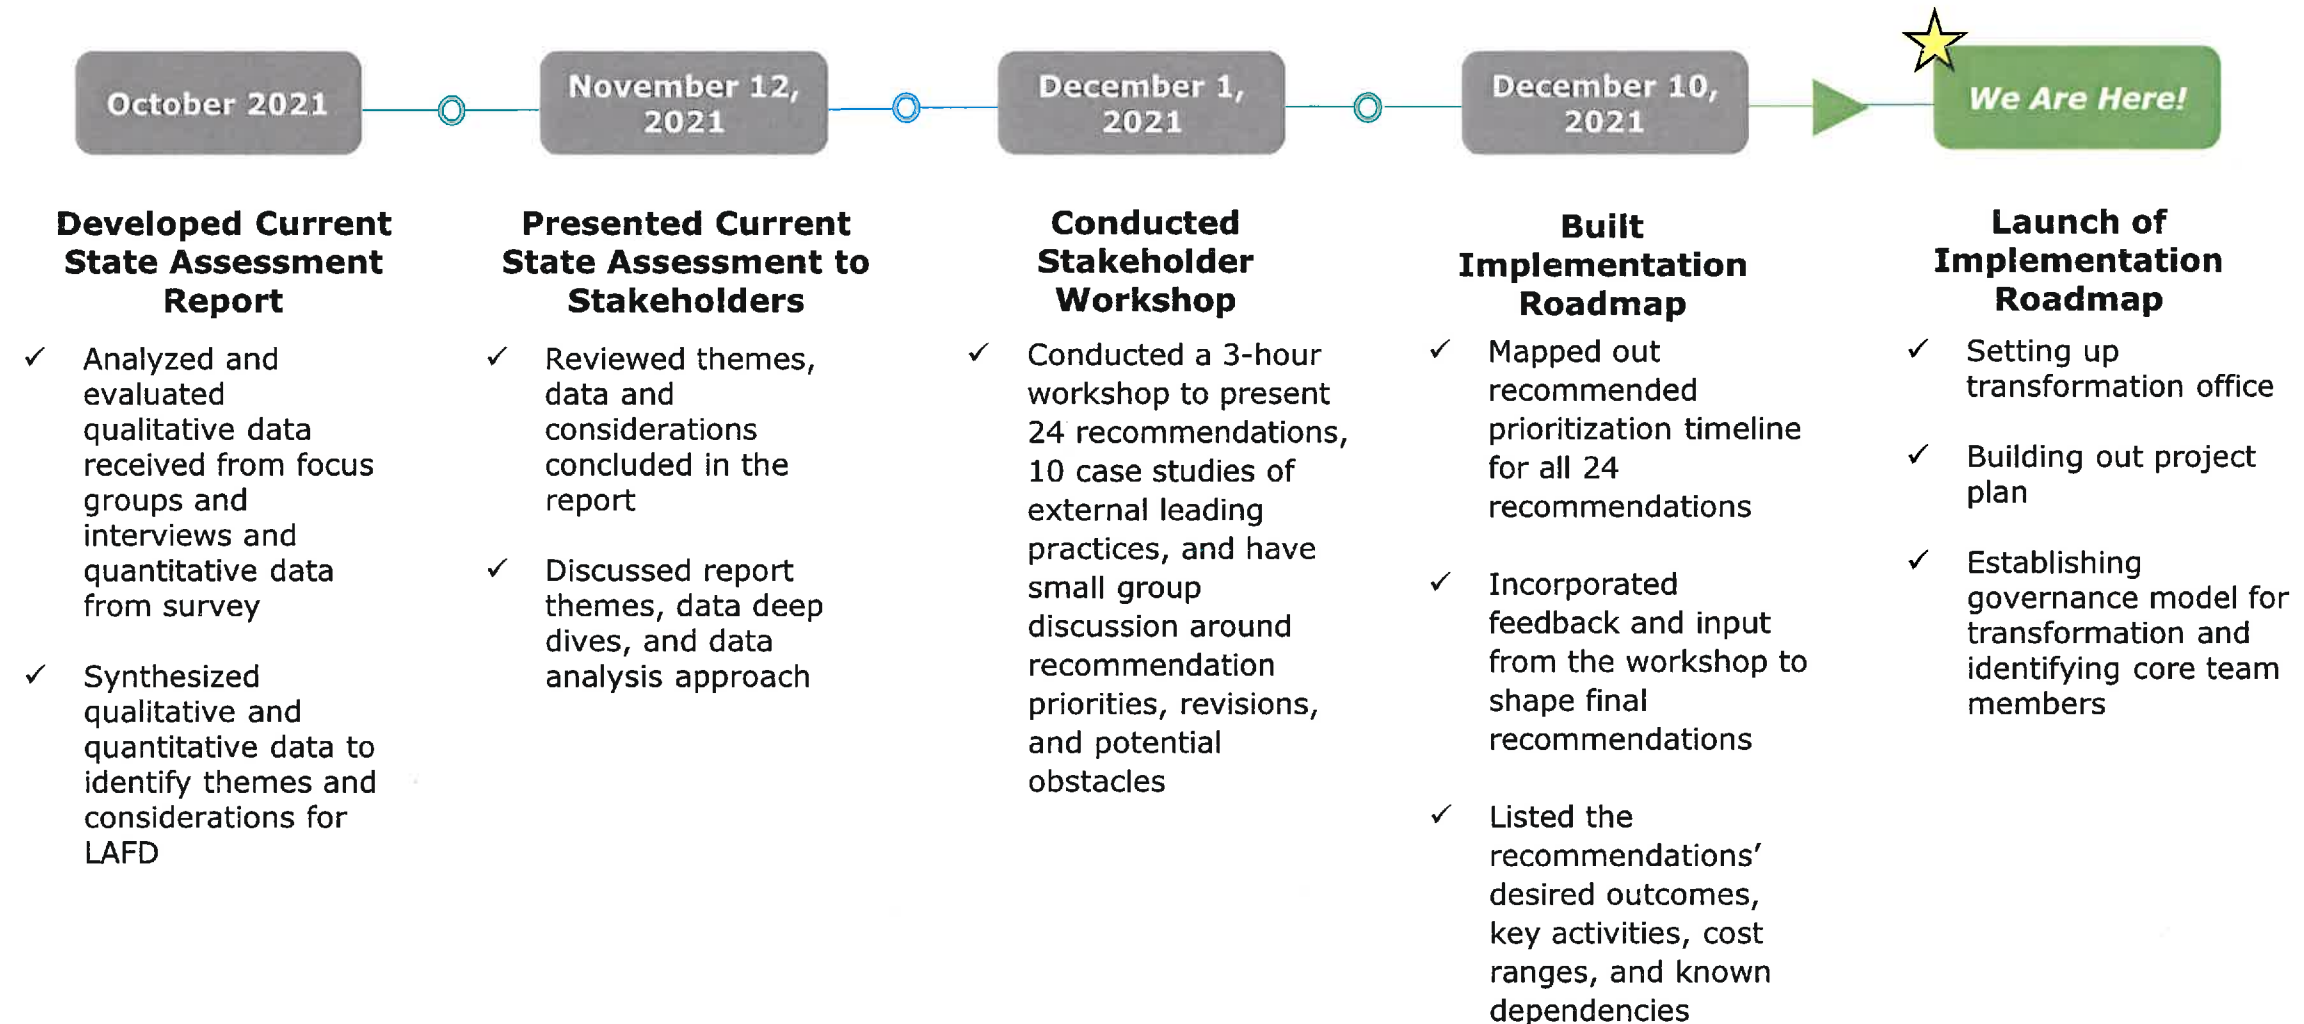 October 2021
November 12,
2021
December 1,
2021
December 10,
2021
We Are Here!
Developed Current
State Assessment
Report
✓ Analyzed and
evaluated
qualitative data
received from focus
groups and
interviews and
quantitative data
from survey
✓ Synthesized
qualitative and
quantitative data to
identify themes and
considerations for
LAFD
Presented Current
State Assessment to
Stakeholders
✓ Reviewed themes,
data and
considerations
concluded in the
report
✓ Discussed report
themes, data deep
dives, and data
analysis approach
Conducted
Stakeholder
Workshop
✓ Conducted a 3-hour
workshop to present
24 recommendations,
10 case studies of
external leading
practices, and have
small group
discussion around
recommendation
priorities, revisions,
and potential
obstacles
Built
Implementation
Roadmap
✓ Mapped out
recommended
prioritization timeline
for all 24
recommendations
✓ Incorporated
feedback and input
from the workshop to
shape final
recommendations
✓ Listed the
recommendations’
desired outcomes,
key activities, cost
ranges, and known
dependencies
Launch of
Implementation
Roadmap
✓ Setting up
transformation office
✓ Building out project
plan
✓ Establishing
governance model for
transformation and
identifying core team
members